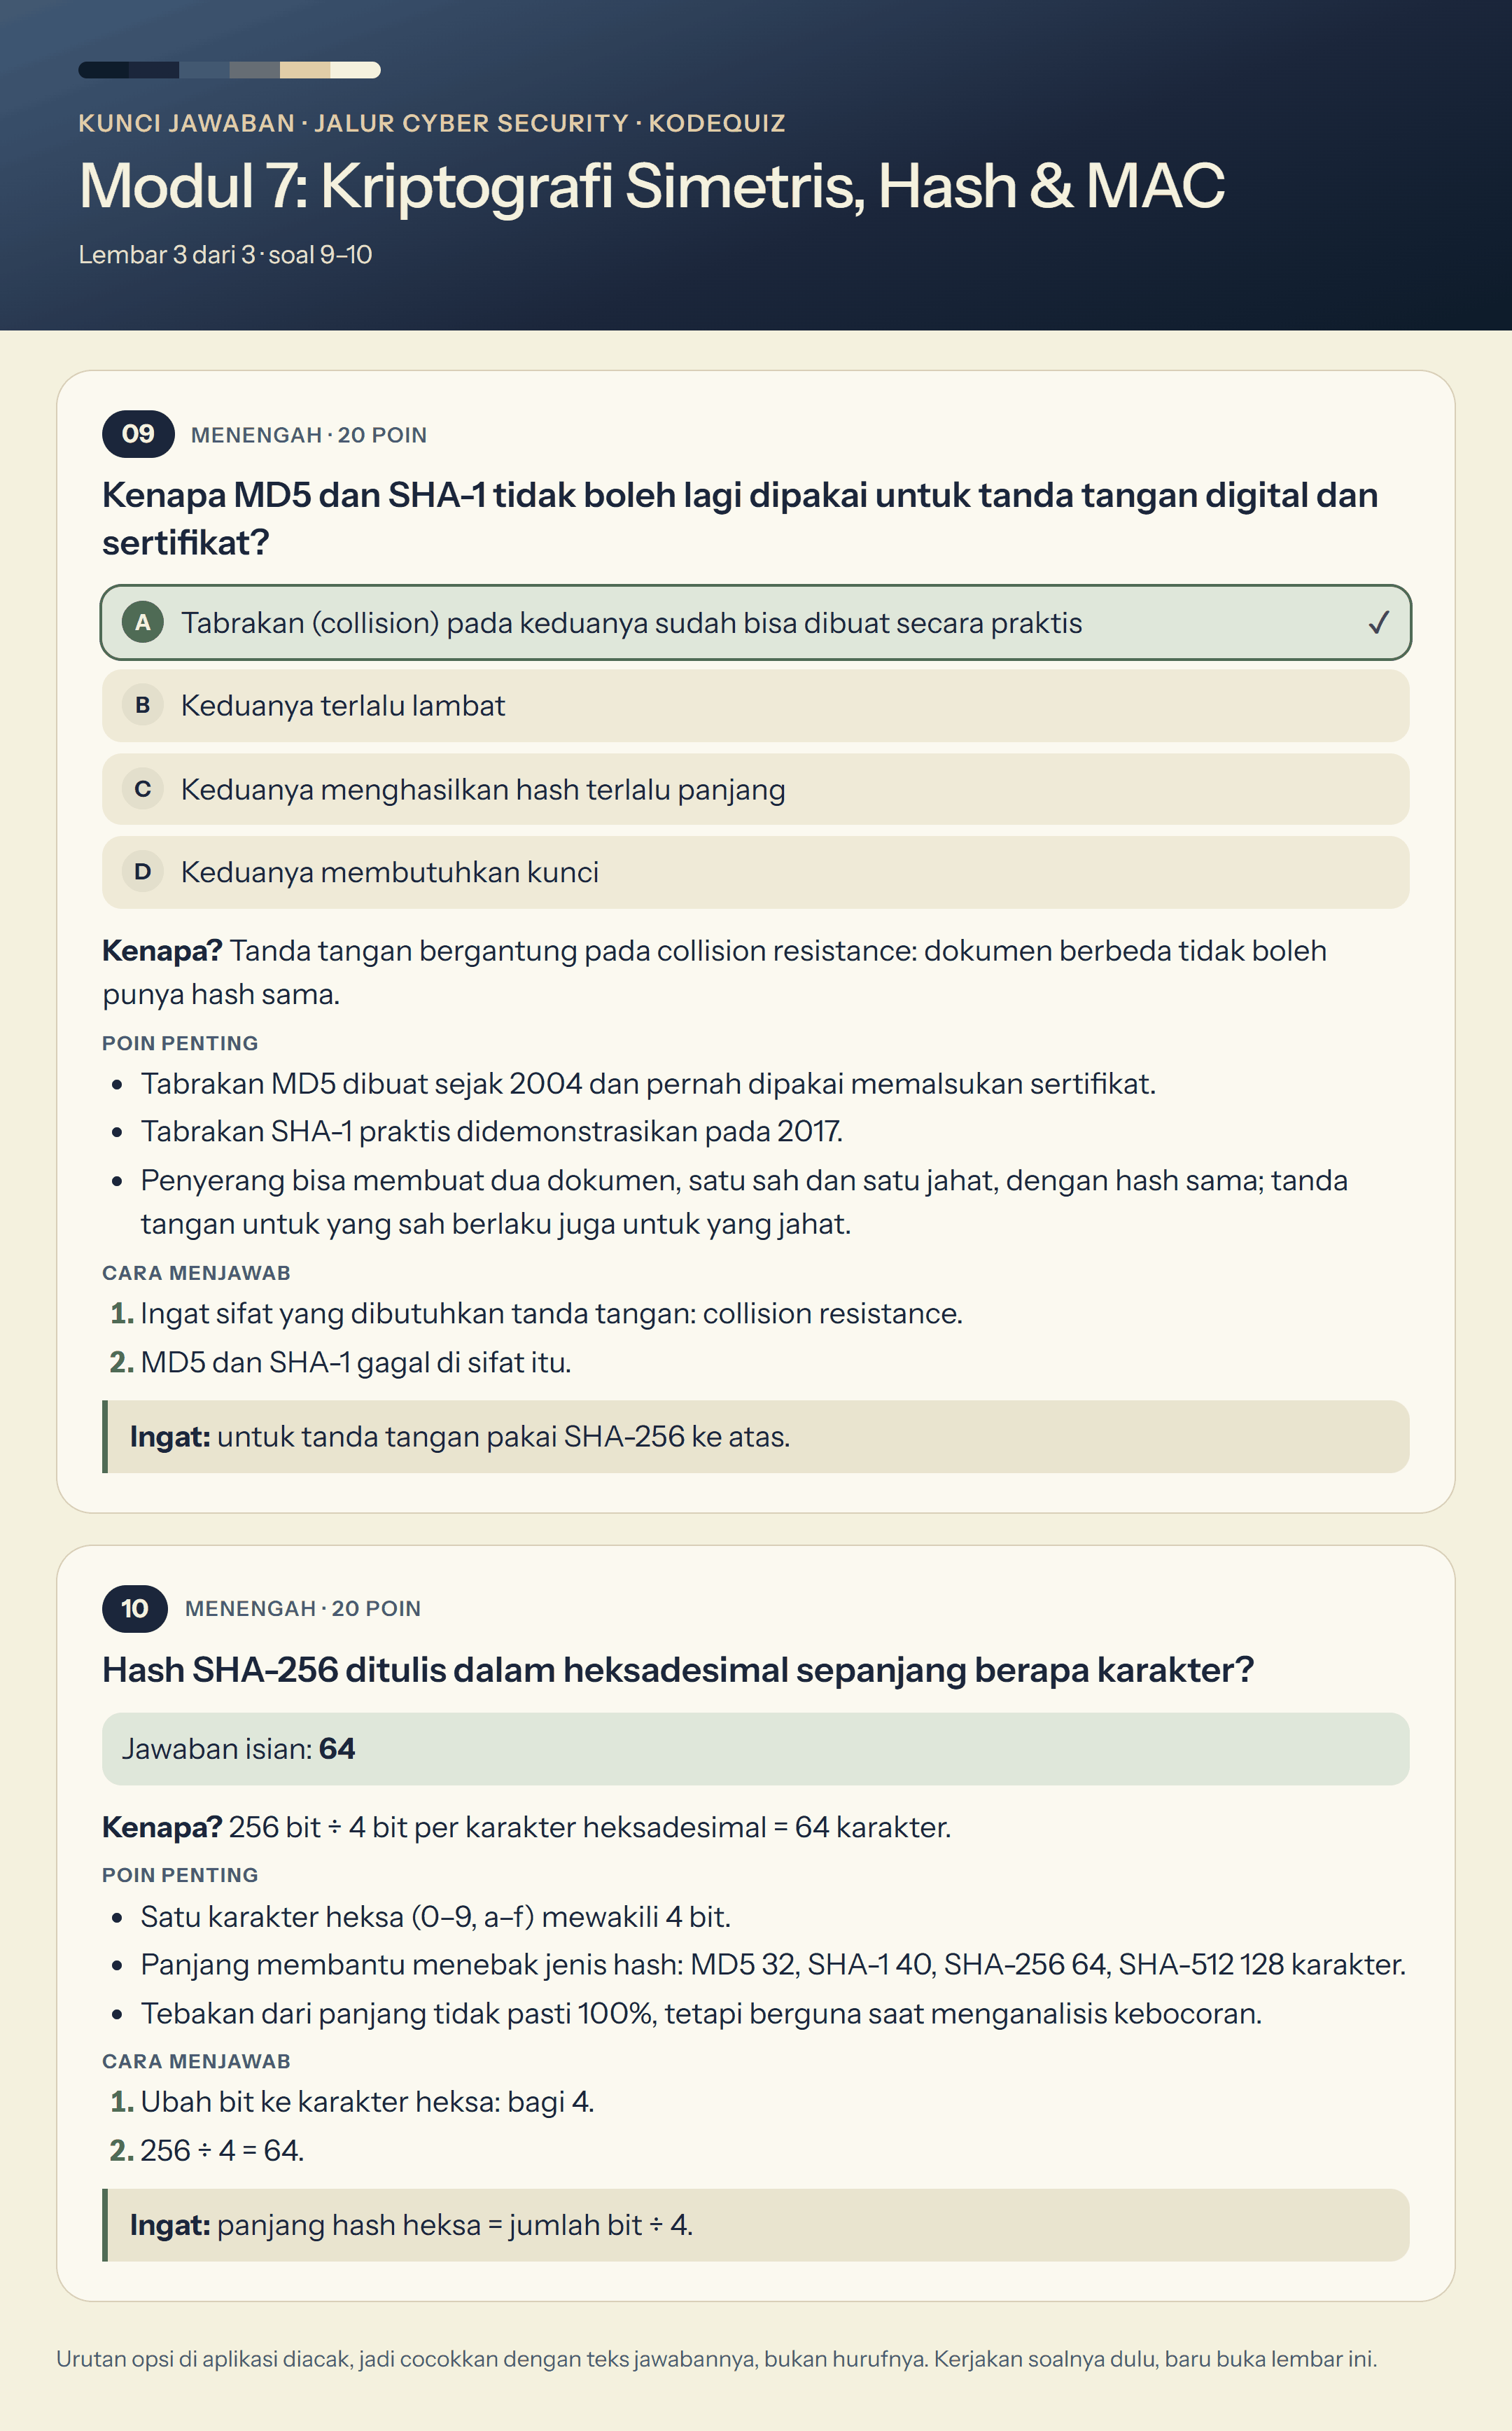 KUNCI JAWABAN · JALUR CYBER SECURITY · KODEQUIZ
Modul 7: Kriptografi Simetris, Hash & MAC
Lembar 3 dari 3 · soal 9–10
09 MENENGAH · 20 POIN
Kenapa MD5 dan SHA-1 tidak boleh lagi dipakai untuk tanda tangan digital dan
sertifikat?
A Tabrakan (collision) pada keduanya sudah bisa dibuat secara praktis ✓
B Keduanya terlalu lambat
C Keduanya menghasilkan hash terlalu panjang
D Keduanya membutuhkan kunci
Kenapa? Tanda tangan bergantung pada collision resistance: dokumen berbeda tidak boleh
punya hash sama.
POIN PENTING
• Tabrakan MD5 dibuat sejak 2004 dan pernah dipakai memalsukan sertifikat.
• Tabrakan SHA-1 praktis didemonstrasikan pada 2017.
• Penyerang bisa membuat dua dokumen, satu sah dan satu jahat, dengan hash sama; tanda
tangan untuk yang sah berlaku juga untuk yang jahat.
CARA MENJAWAB
1. Ingat sifat yang dibutuhkan tanda tangan: collision resistance.
2. MD5 dan SHA-1 gagal di sifat itu.
Ingat: untuk tanda tangan pakai SHA-256 ke atas.
10 MENENGAH · 20 POIN
Hash SHA-256 ditulis dalam heksadesimal sepanjang berapa karakter?
Jawaban isian: 64
Kenapa? 256 bit ÷ 4 bit per karakter heksadesimal = 64 karakter.
POIN PENTING
• Satu karakter heksa (0–9, a–f) mewakili 4 bit.
• Panjang membantu menebak jenis hash: MD5 32, SHA-1 40, SHA-256 64, SHA-512 128 karakter.
• Tebakan dari panjang tidak pasti 100%, tetapi berguna saat menganalisis kebocoran.
CARA MENJAWAB
1. Ubah bit ke karakter heksa: bagi 4.
2. 256 ÷ 4 = 64.
Ingat: panjang hash heksa = jumlah bit ÷ 4.
Urutan opsi di aplikasi diacak, jadi cocokkan dengan teks jawabannya, bukan hurufnya. Kerjakan soalnya dulu, baru buka lembar ini.